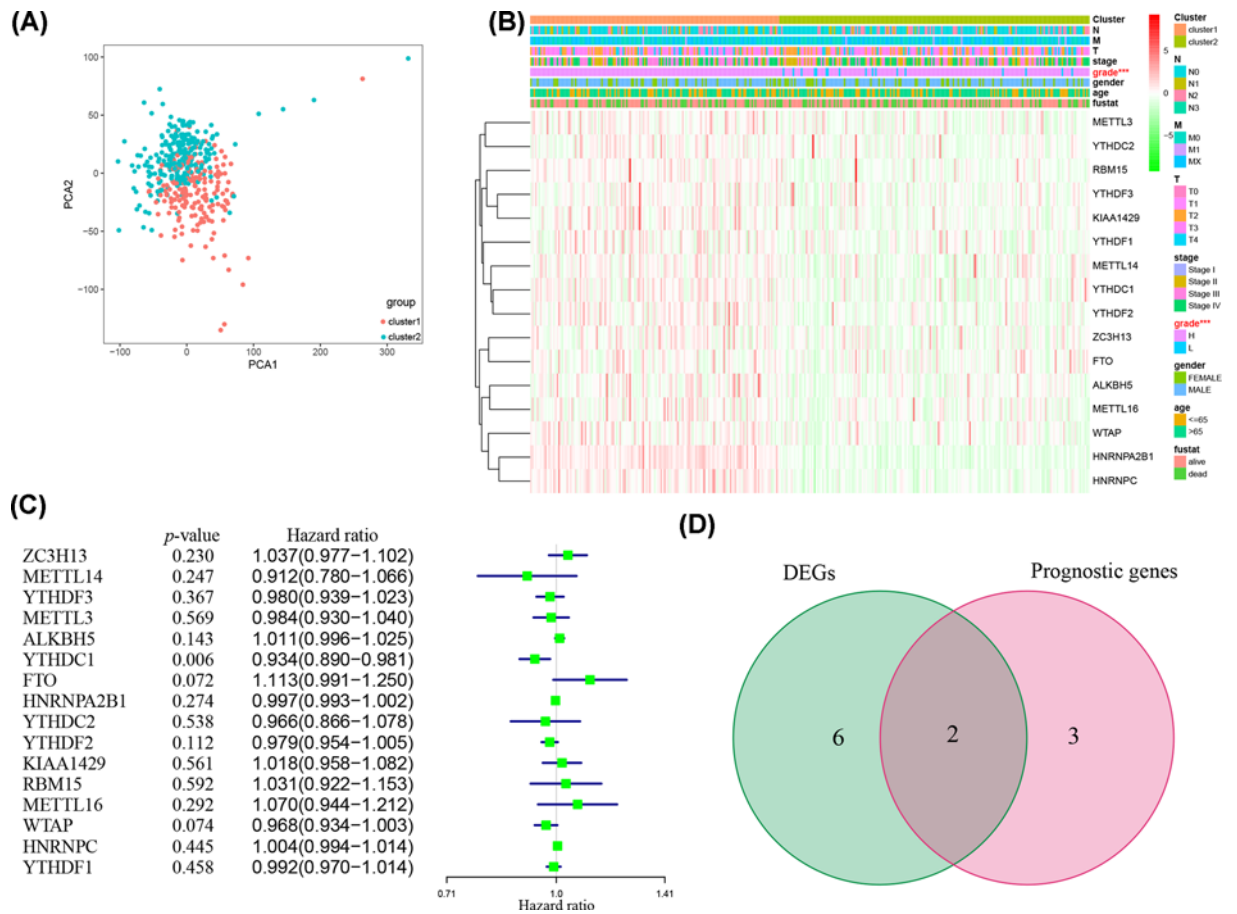 (A)
100
50
0
−50
−100
PCA2
−100
0
100
200
300
PCA1
group
cluster1
cluster2
(B)
Cluster
N
M
T
stage
grade***
gender
age
fustat
METTL3
YTHDC2
RBM15
YTHDF3
KIAA1429
YTHDF1
METTL14
YTHDC1
YTHDF2
ZC3H13
FTO
ALKBH5
METTL16
WTAP
HNRNPA2B1
HNRNPC
5
0
−5
Cluster
cluster1
cluster2
N
N0
N1
N2
N3
M
M0
M1
MX
T
T0
T1
T2
T3
T4
stage
Stage I
Stage II
Stage III
Stage IV
grade***
H
L
gender
FEMALE
MALE
age
<=65
>65
fustat
alive
dead
(C)
p-value Hazard ratio
ZC3H13 0.230 1.037(0.977−1.102)
METTL14 0.247 0.912(0.780−1.066)
YTHDF3 0.367 0.980(0.939−1.023)
METTL3 0.569 0.984(0.930−1.040)
ALKBH5 0.143 1.011(0.996−1.025)
YTHDC1 0.006 0.934(0.890−0.981)
FTO 0.072 1.113(0.991−1.250)
HNRNPA2B1 0.274 0.997(0.993−1.002)
YTHDC2 0.538 0.966(0.866−1.078)
YTHDF2 0.112 0.979(0.954−1.005)
KIAA1429 0.561 1.018(0.958−1.082)
RBM15 0.592 1.031(0.922−1.153)
METTL16 0.292 1.070(0.944−1.212)
WTAP 0.074 0.968(0.934−1.003)
HNRNPC 0.445 1.004(0.994−1.014)
YTHDF1 0.458 0.992(0.970−1.014)
0.71 1.0 1.41
Hazard ratio
(D)
DEGs Prognostic genes
6 2 3